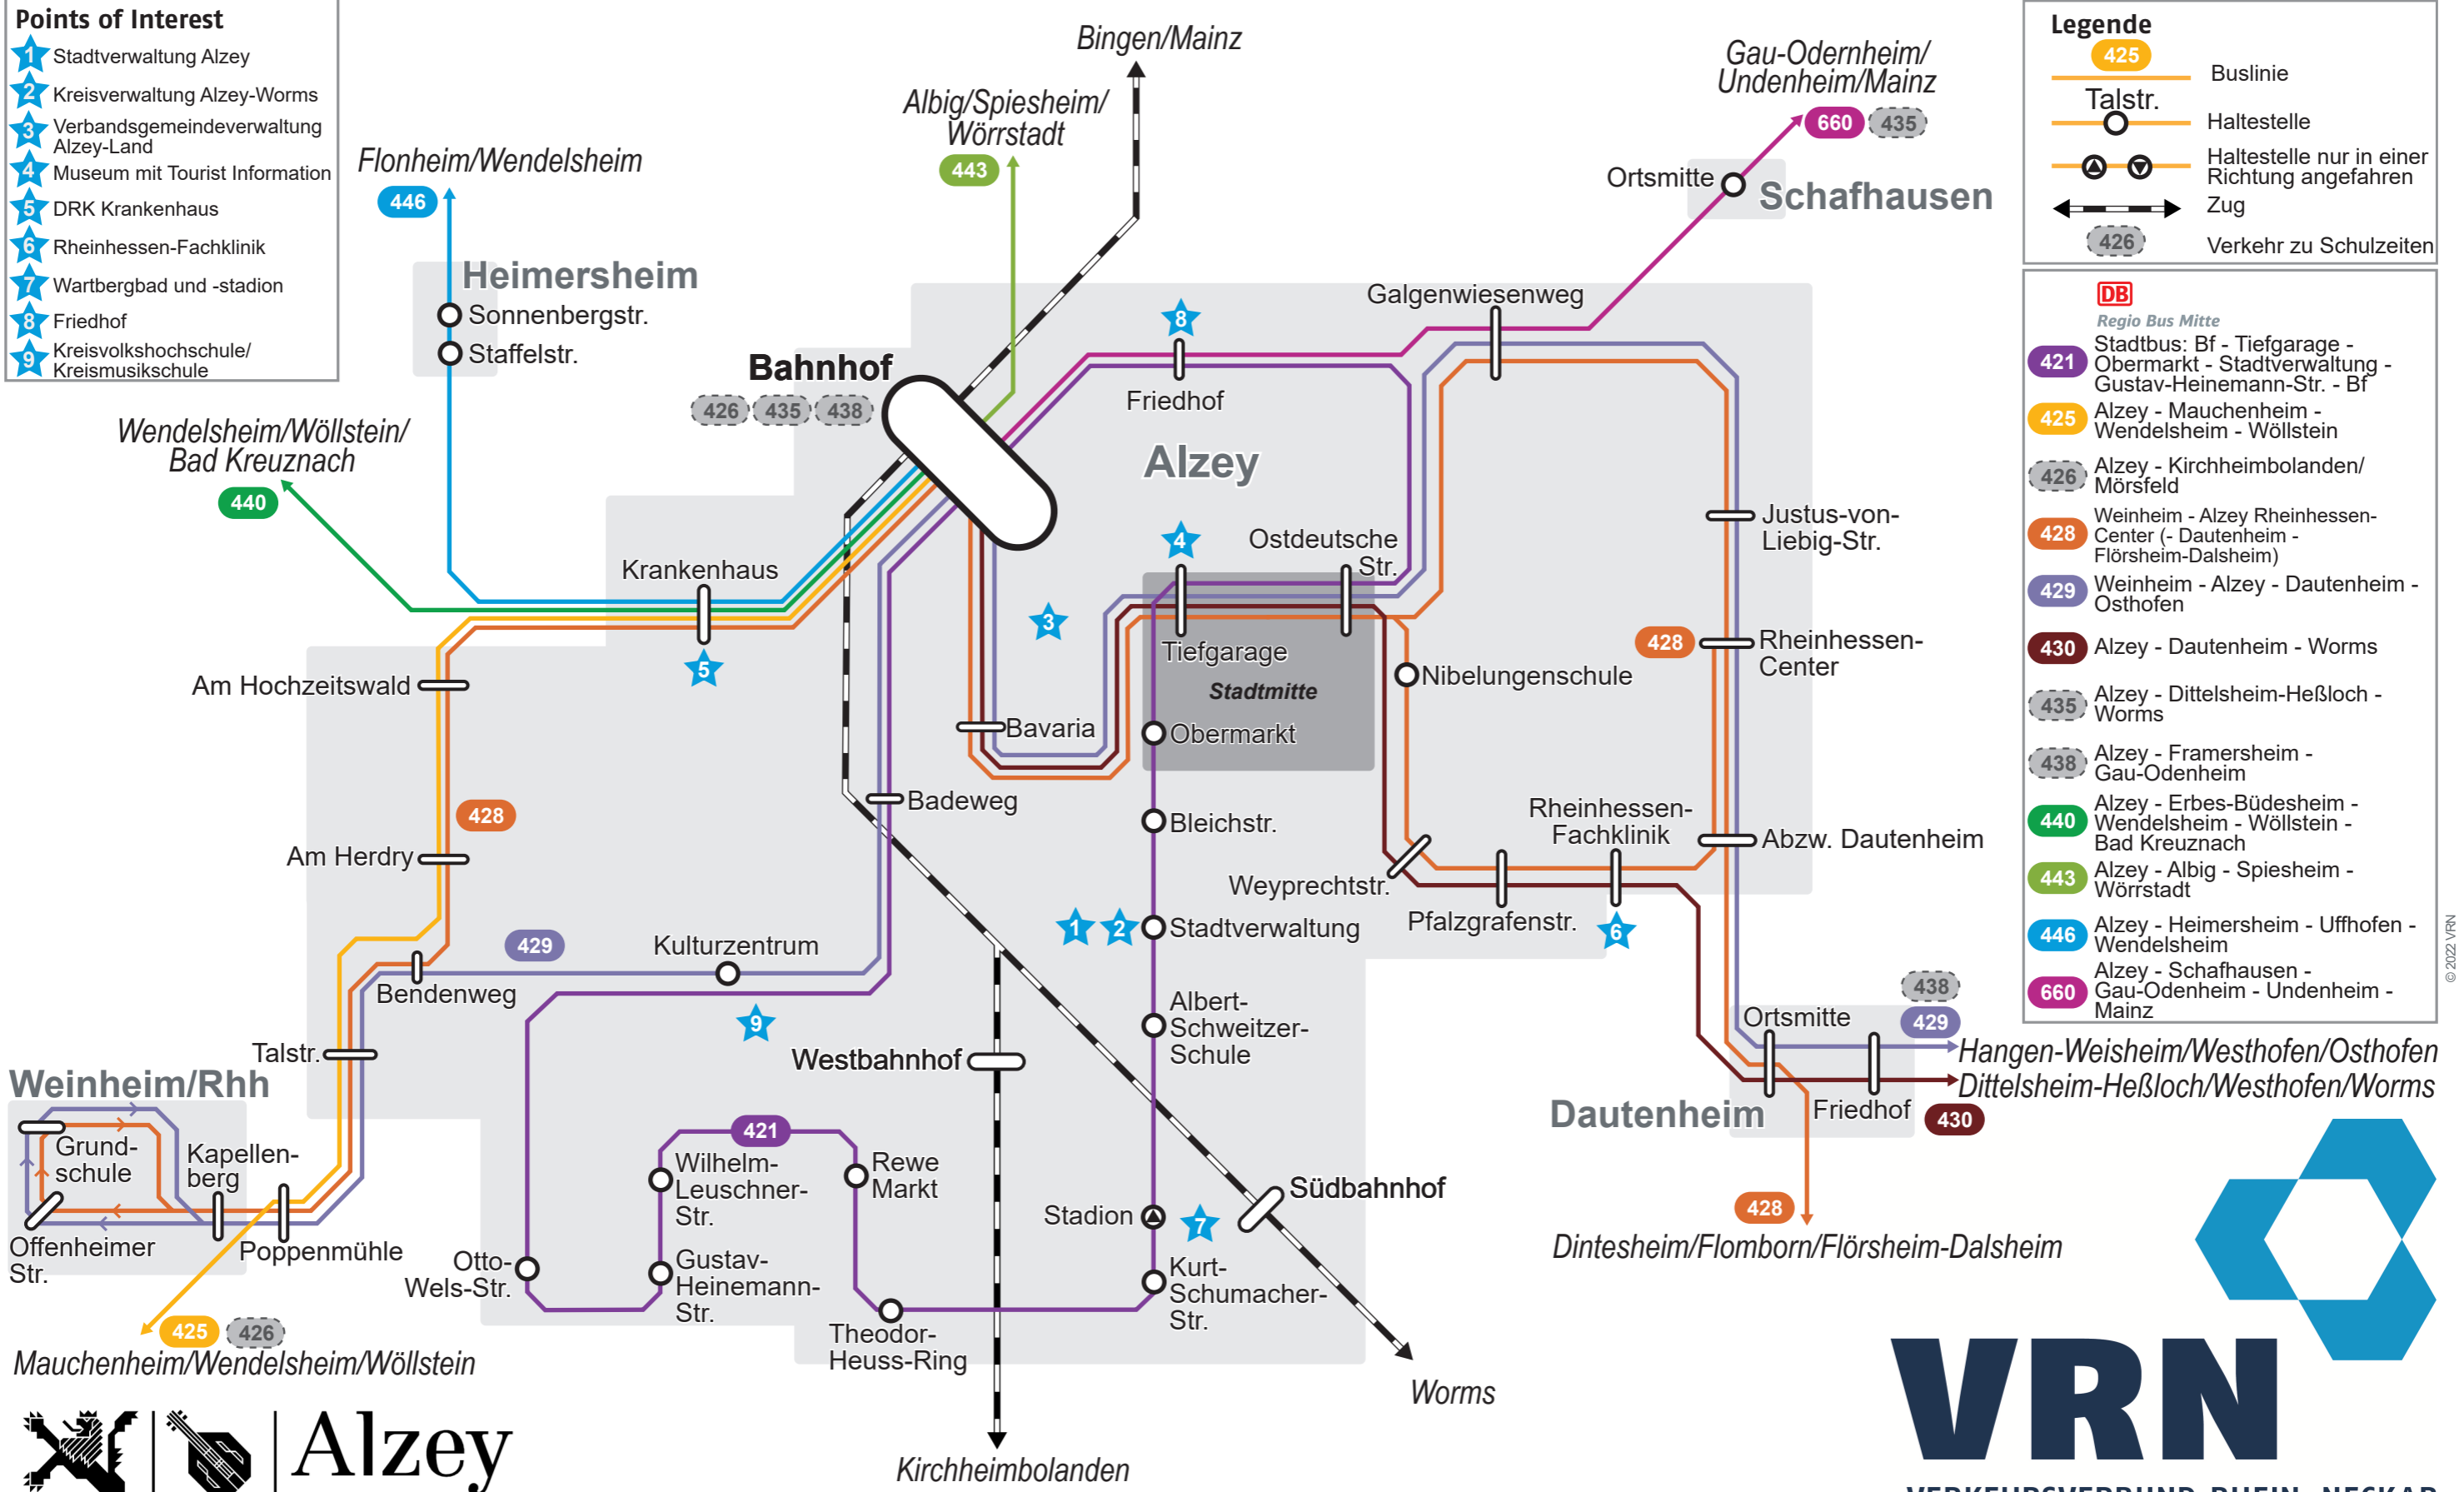 Points of Interest
1 Stadtverwaltung Alzey
2 Kreisverwaltung Alzey-Worms
3 Verbandsgemeindeverwaltung
Alzey-Land
4 Museum mit Tourist Information
5 DRK Krankenhaus
6 Rheinhessen-Fachklinik
7 Wartbergbad und -stadion
8 Friedhof
9 Kreisvolkshochschule/
Kreismusikschule
Bingen/Mainz
Albig/Spiesheim/
Wörrstadt
443
Flonheim/Wendelsheim
446
Gau-Odernheim/
Undenheim/Mainz
660 435
Ortsmitte
Schafhausen
Heimersheim
Sonnenbergstr.
Staffelstr.
Wendelsheim/Wöllstein/
Bad Kreuznach
440
Bahnhof
426 435 438
8
Friedhof
Galgenwiesenweg
Alzey
4
Ostdeutsche
Str.
Justus-von-
Liebig-Str.
Krankenhaus
5
3
Tiefgarage
Stadtmitte
Obermarkt
Nibelungenschule
428
Rheinhessen-
Center
Am Hochzeitswald
Bavaria
428
Badeweg
Bleichstr.
Rheinhessen-
Fachklinik
Abzw. Dautenheim
Am Herdry
Weyprechtstr.
Pfalzgrafenstr.
6
1 2
Stadtverwaltung
429
Kulturzentrum
9
Bendenweg
Albert-
Schweitzer-
Schule
Talstr.
Westbahnhof
438
429
Ortsmitte
Hangen-Weisheim/Westhofen/Osthofen
Dittelsheim-Heßloch/Westhofen/Worms
Dautenheim
Friedhof
430
Weinheim/Rhh
Grund-
schule
Kapellen-
berg
Offenheimer
Str.
Poppenmühle
421
Wilhelm-
Leuschner-
Str.
Rewe
Markt
Otto-
Wels-Str.
Gustav-
Heinemann-
Str.
Stadion
7
Südbahnhof
Kurt-
Schumacher-
Str.
Theodor-
Heuss-Ring
428
Dintesheim/Flomborn/Flörsheim-Dalsheim
425 426
Mauchenheim/Wendelsheim/Wöllstein
Worms
Kirchheimbolanden
Alzey
Legende
425
Buslinie
Talstr.
Haltestelle
Haltestelle nur in einer
Richtung angefahren
Zug
426
Verkehr zu Schulzeiten
DB
Regio Bus Mitte
421 Stadtbus: Bf - Tiefgarage -
Obermarkt - Stadtverwaltung -
Gustav-Heinemann-Str. - Bf
425 Alzey - Mauchenheim -
Wendelsheim - Wöllstein
426 Alzey - Kirchheimbolanden/
Mörsfeld
428 Weinheim - Alzey Rheinhessen-
Center (- Dautenheim -
Flörsheim-Dalsheim)
429 Weinheim - Alzey - Dautenheim -
Osthofen
430 Alzey - Dautenheim - Worms
435 Alzey - Dittelsheim-Heßloch -
Worms
438 Alzey - Framersheim -
Gau-Odenheim
440 Alzey - Erbes-Büdesheim -
Wendelsheim - Wöllstein -
Bad Kreuznach
443 Alzey - Albig - Spiesheim -
Wörrstadt
446 Alzey - Heimersheim - Uffhofen -
Wendelsheim
660 Alzey - Schafhausen -
Gau-Odenheim - Undenheim -
Mainz
© 2022 VRN
VRN
VERKEHRSVERBUND RHEIN-NECKAR